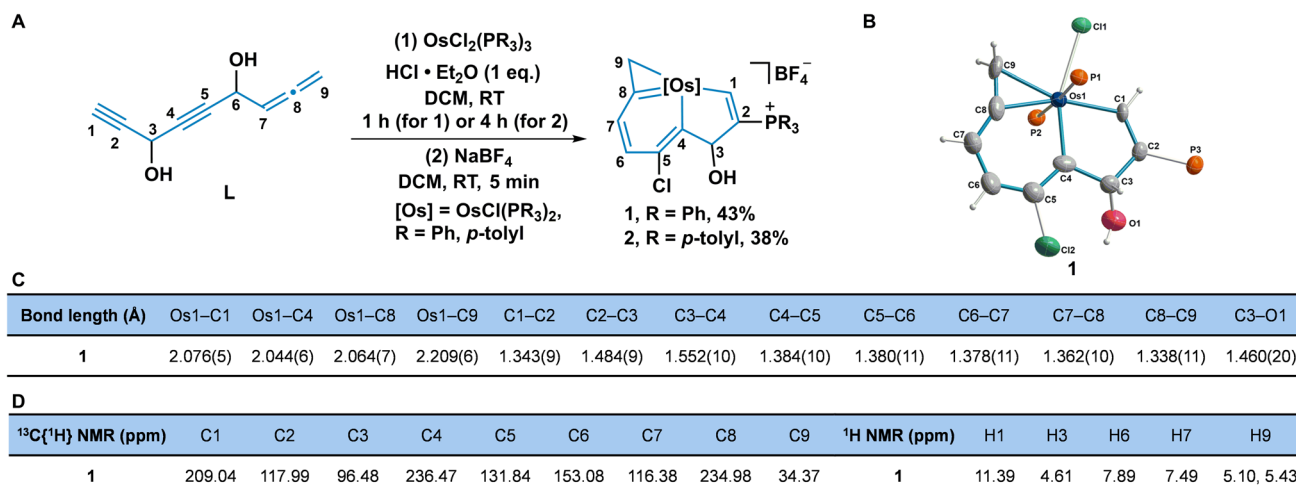 A
OH
1
2
3
4
5
6
7
8
9
OH
L
(1) OsCl₂(PR₃)₃
HCl • Et₂O (1 eq.)
DCM, RT
1 h (for 1) or 4 h (for 2)
(2) NaBF₄
DCM, RT, 5 min
[Os] = OsCl(PR₃)₂,
R = Ph, p-tolyl
9
8
[Os]
1
2
PR₃
+
BF₄⁻
7
6
5
4
3
Cl
OH
1, R = Ph, 43%
2, R = p-tolyl, 38%
B
Cl1
C9
P1
Os1
C8
P2
C1
C7
C2
P3
C4
C3
C6
C5
O1
Cl2
1
C
Bond length (Å) Os1–C1 Os1–C4 Os1–C8 Os1–C9 C1–C2 C2–C3 C3–C4 C4–C5 C5–C6 C6–C7 C7–C8 C8–C9 C3–O1
1 2.076(5) 2.044(6) 2.064(7) 2.209(6) 1.343(9) 1.484(9) 1.552(10) 1.384(10) 1.380(11) 1.378(11) 1.362(10) 1.338(11) 1.460(20)
D
¹³C{¹H} NMR (ppm) C1 C2 C3 C4 C5 C6 C7 C8 C9 ¹H NMR (ppm) H1 H3 H6 H7 H9
1 209.04 117.99 96.48 236.47 131.84 153.08 116.38 234.98 34.37 1 11.39 4.61 7.89 7.49 5.10, 5.43